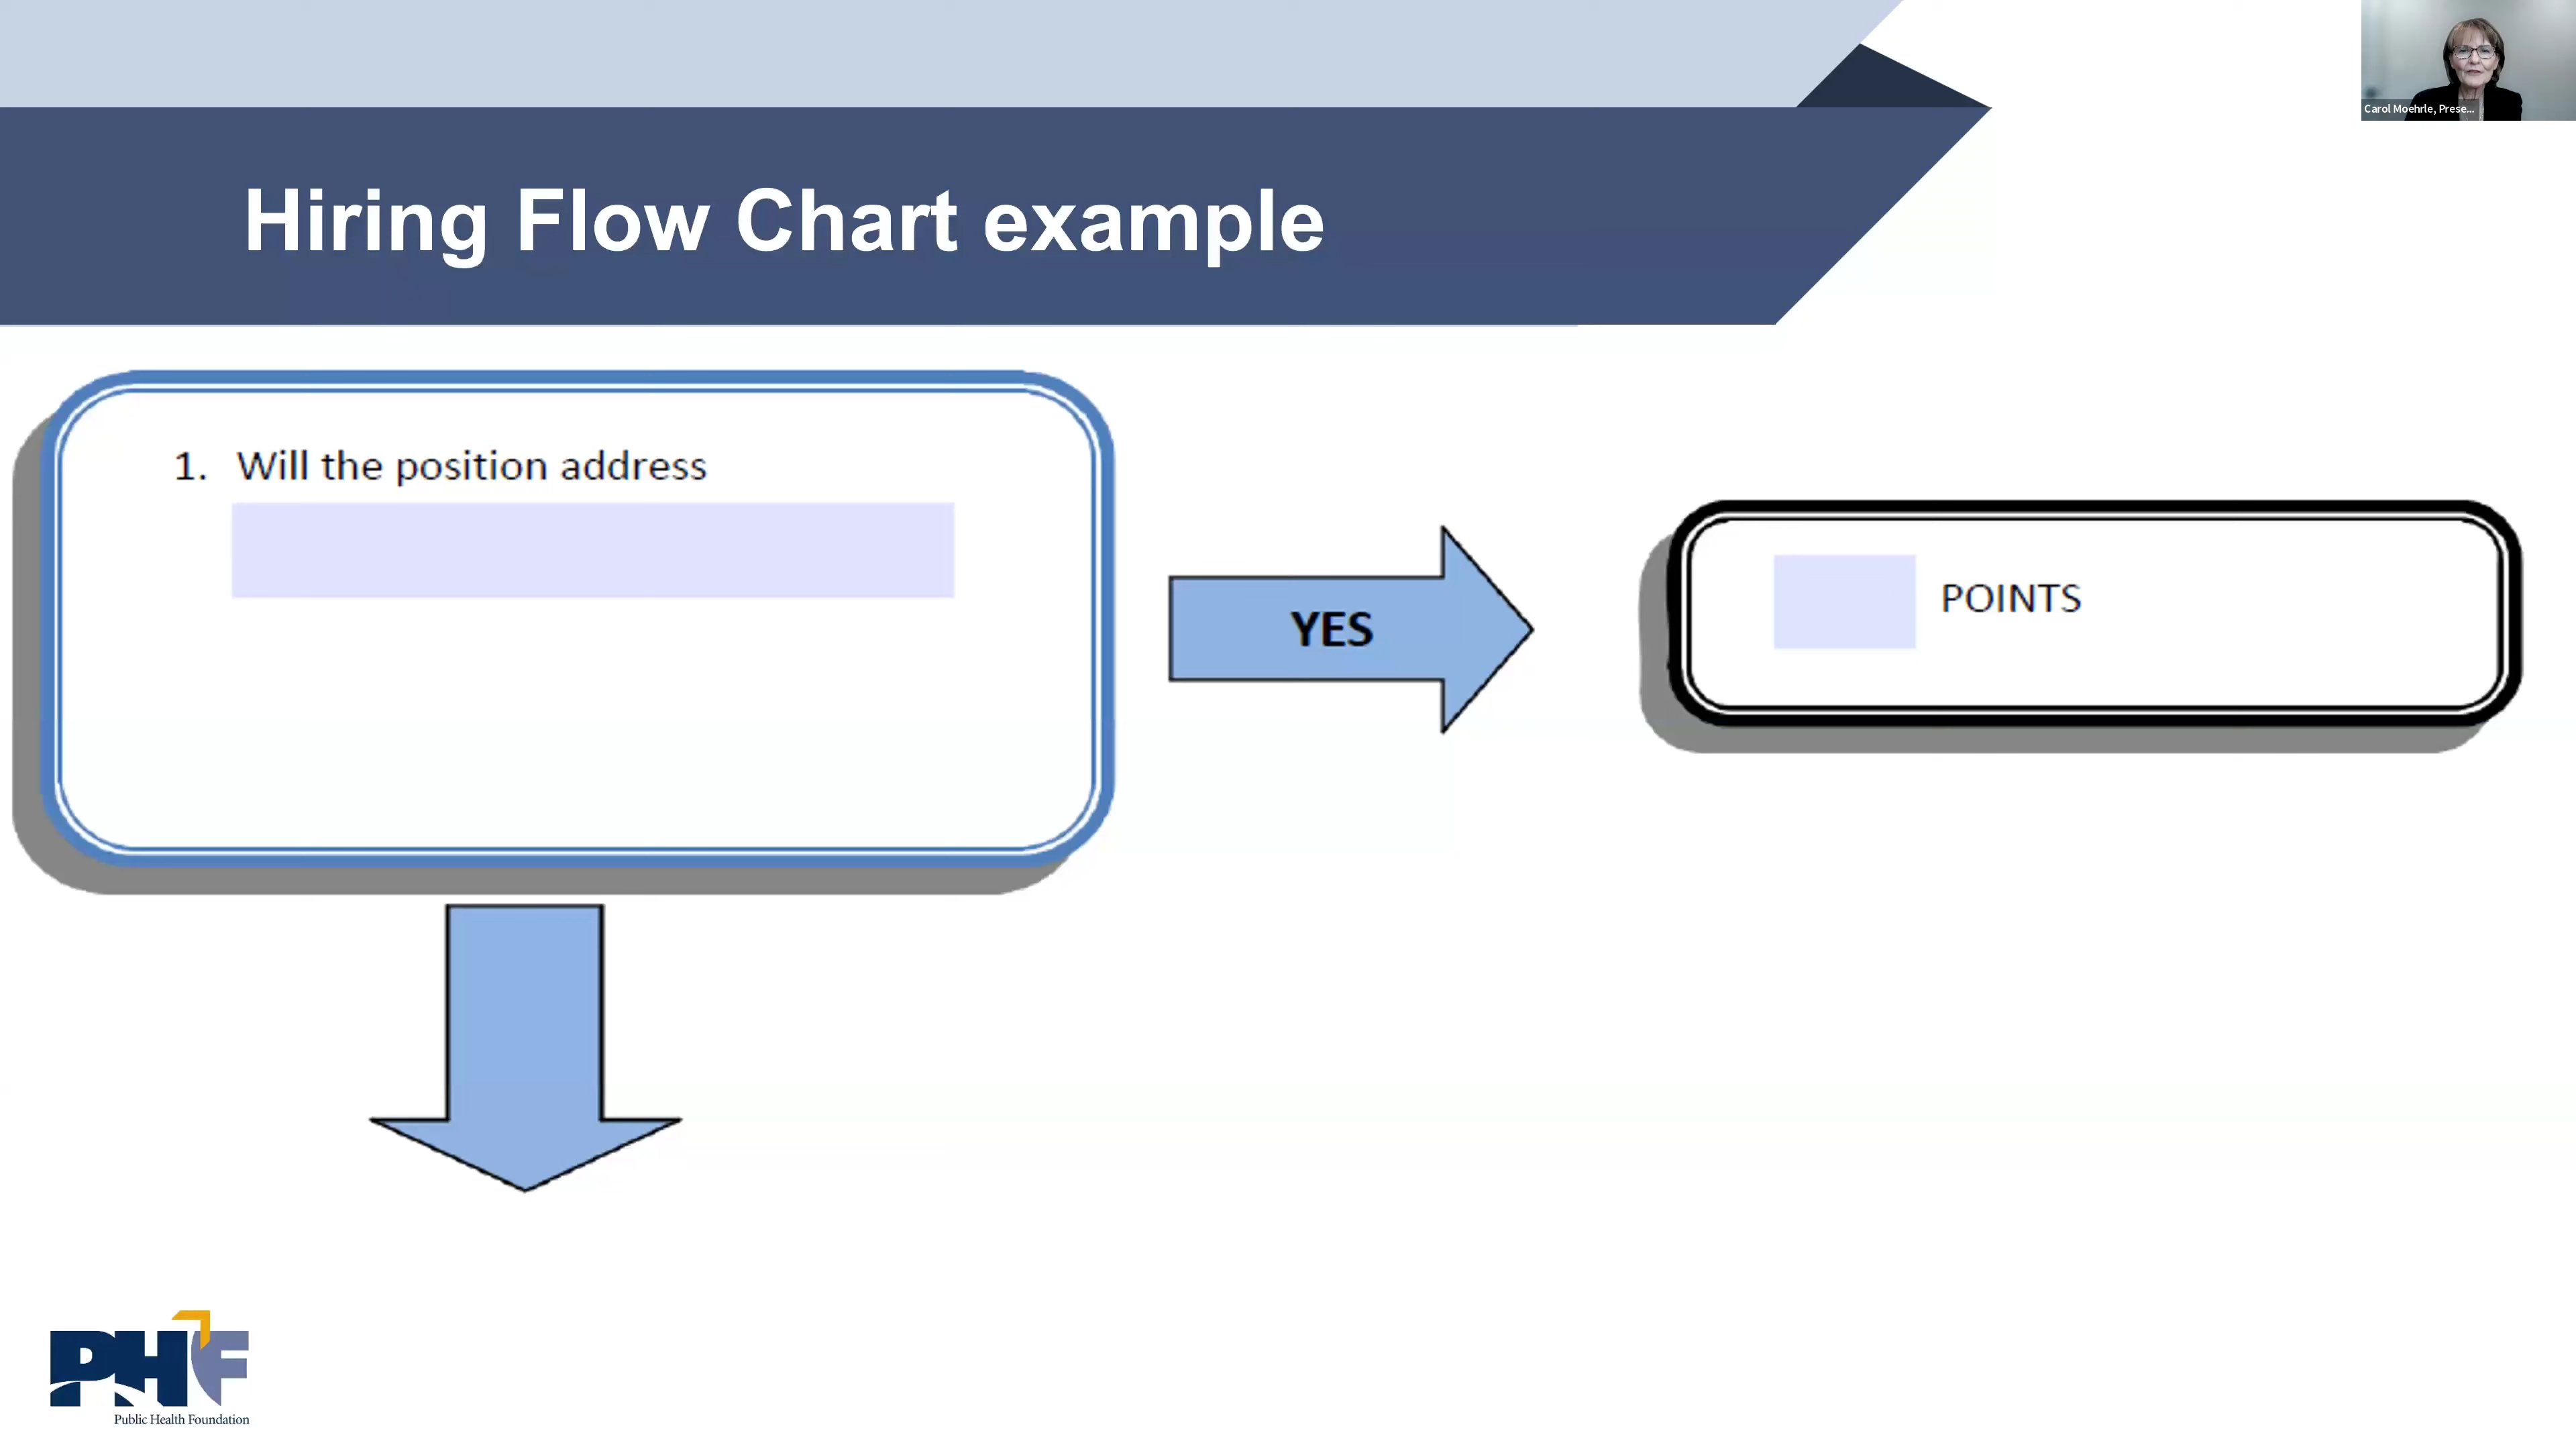 Carol Moehrle, Prese...
Hiring Flow Chart example
1. Will the position address
YES
POINTS
PHF
Public Health Foundation